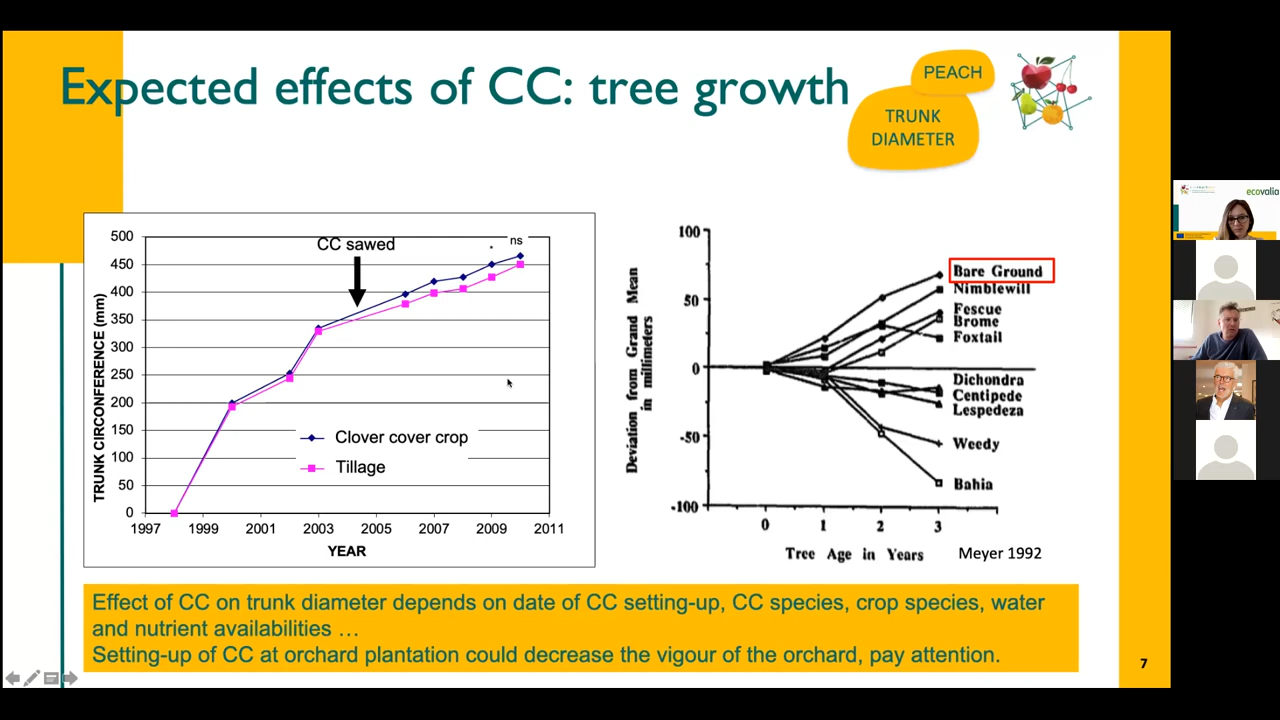 Expected effects of CC: tree growth
PEACH
TRUNK
DIAMETER
500
450
400
350
300
250
200
150
100
50
0
TRUNK CIRCONFERENCE (mm)
CC sawed
ns
Clover cover crop
Tillage
1997
1999
2001
2003
2005
2007
2009
2011
YEAR
100
50
0
-50
-100
Deviation from Grand Mean
in millimeters
Bare Ground
Nimblewill
Fescue
Brome
Foxtail
Dichondra
Centipede
Lespedeza
Weedy
Bahia
0
1
2
3
Tree Age in Years
Meyer 1992
Effect of CC on trunk diameter depends on date of CC setting-up, CC species, crop species, water
and nutrient availabilities …
Setting-up of CC at orchard plantation could decrease the vigour of the orchard, pay attention.
7
ecovalia